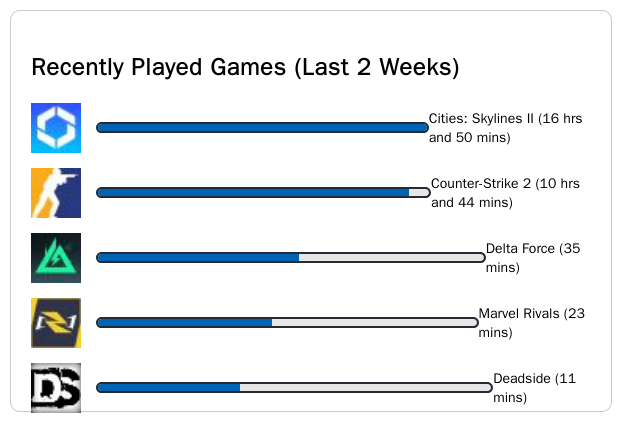 Recently Played Games (Last 2 Weeks)
Cities: Skylines II (16 hrs
and 50 mins)
Counter-Strike 2 (10 hrs
and 44 mins)
Delta Force (35
mins)
Marvel Rivals (23
mins)
DS
Deadside (11
mins)